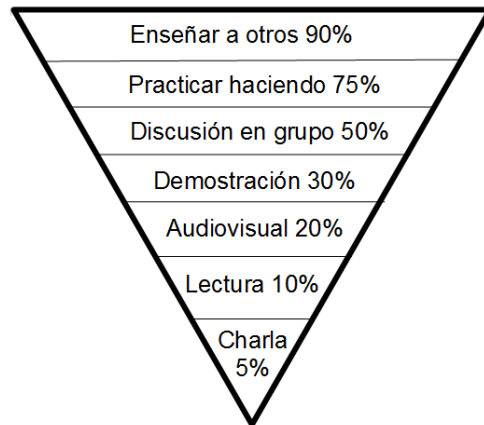 Enseñar a otros 90%
Practicar haciendo 75%
Discusión en grupo 50%
Demostración 30%
Audiovisual 20%
Lectura 10%
Charla
5%